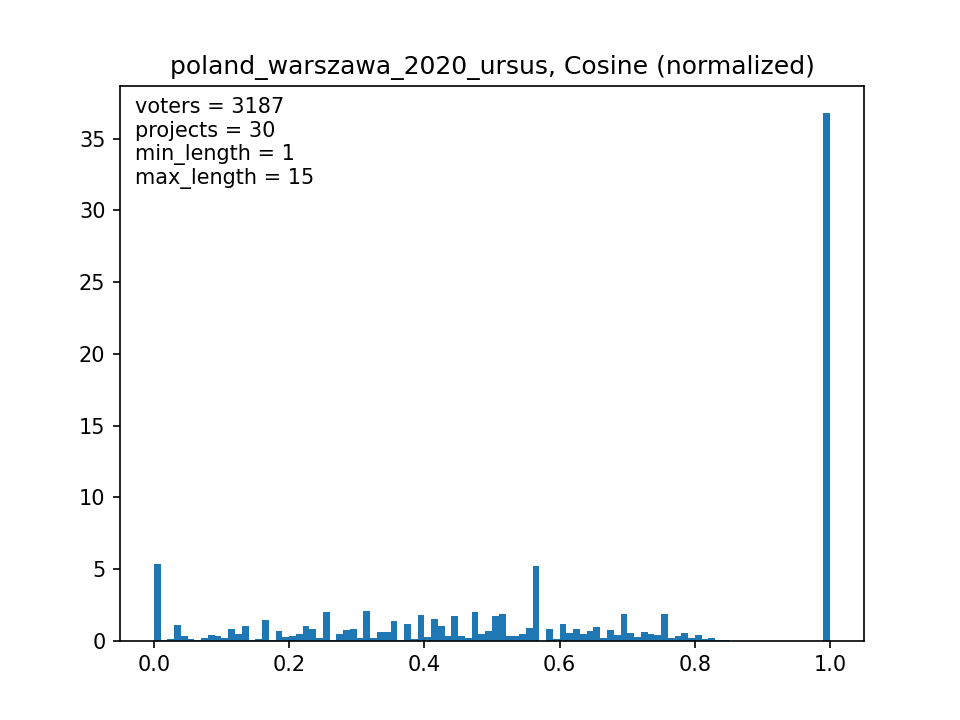 poland_warszawa_2020_ursus, Cosine (normalized)
voters = 3187
projects = 30
min_length = 1
max_length = 15
35
30
25
20
15
10
5
0
0.0 0.2 0.4 0.6 0.8 1.0